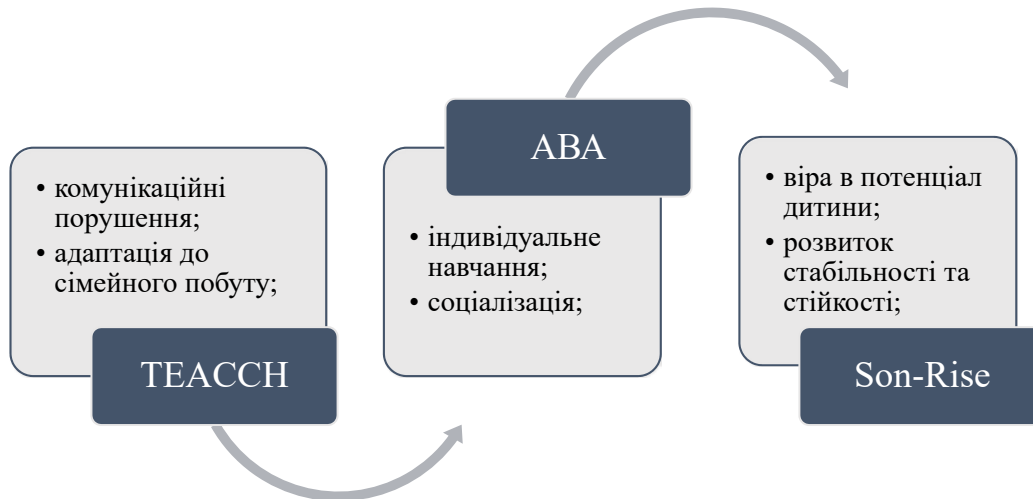 • комунікаційні
порушення;
• адаптація до
сімейного побуту;
TEACCH
ABA
• індивідуальне
навчання;
• соціалізація;
• віра в потенціал
дитини;
• розвиток
стабільності та
стійкості;
Son-Rise